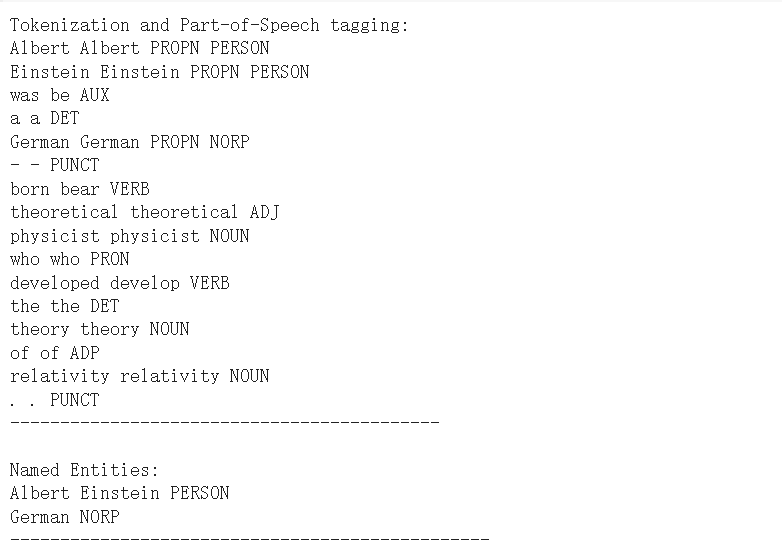 Tokenization and Part-of-Speech tagging:
Albert Albert PROPN PERSON
Einstein Einstein PROPN PERSON
was be AUX
a a DET
German German PROPN NORP
- - PUNCT
born bear VERB
theoretical theoretical ADJ
physicist physicist NOUN
who who PRON
developed develop VERB
the the DET
theory theory NOUN
of of ADP
relativity relativity NOUN
. . PUNCT
-------------------------------------------
Named Entities:
Albert Einstein PERSON
German NORP
------------------------------------------------